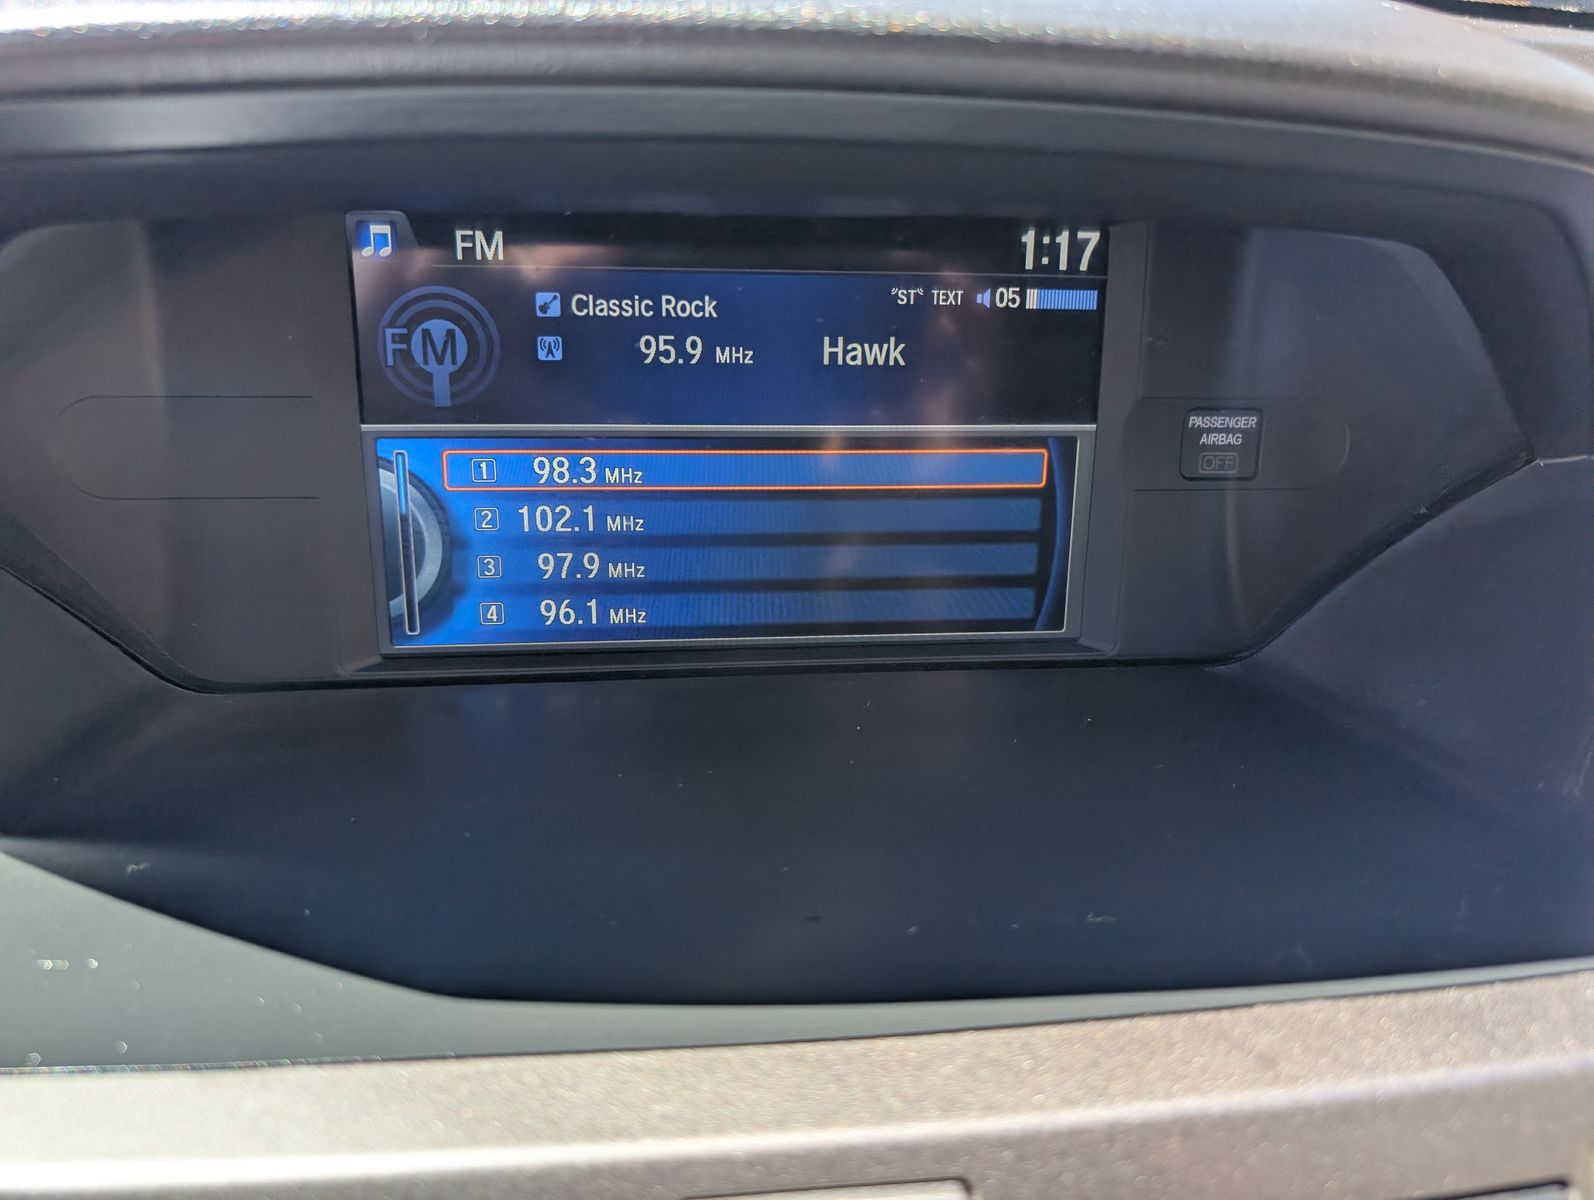 FM 1:17
Classic Rock "ST" TEXT 05
FM 95.9 MHz Hawk
1 98.3 MHz
2 102.1 MHz
3 97.9 MHz
4 96.1 MHz
PASSENGER
AIRBAG
OFF